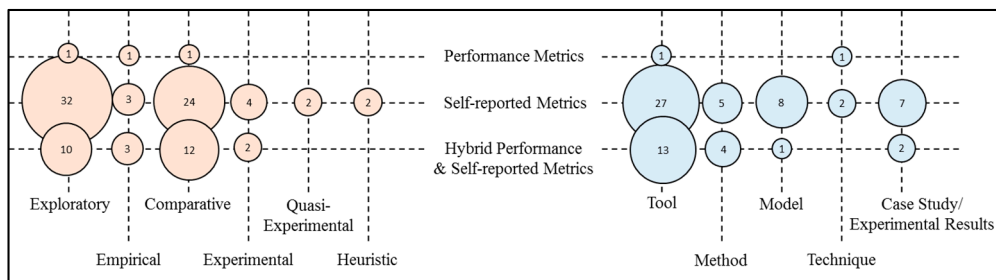 1 1 1 Performance Metrics 1 1
32 3 24 4 2 2 Self-reported Metrics 27 5 8 2 7
10 3 12 2 Hybrid Performance 13 4 1 2
& Self-reported Metrics
Exploratory Comparative Quasi- Tool Model Case Study/
Experimental Experimental Results
Empirical Experimental Heuristic Method Technique